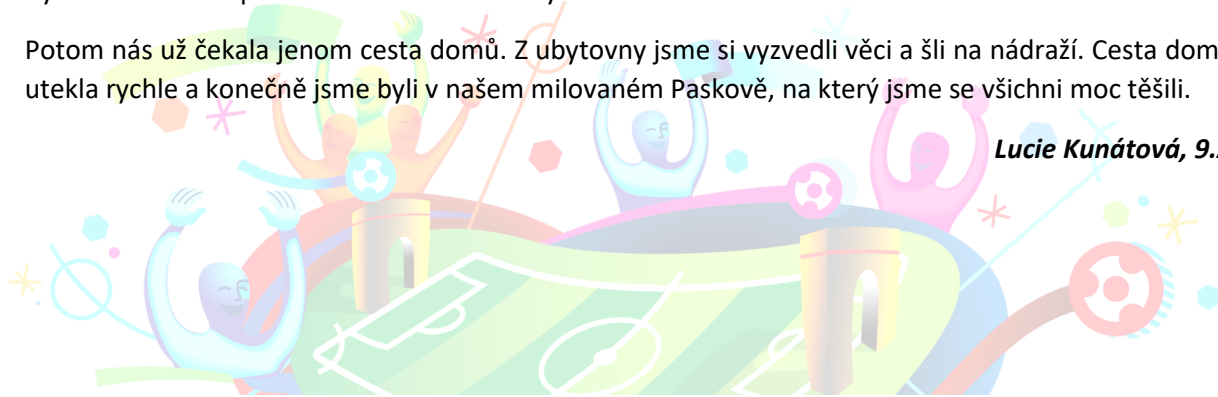 Potom nás už čekala jenom cesta domů. Z ubytovny jsme si vyzvedli věci a šli na nádraží. Cesta dom
utekla rychle a konečně jsme byli v našem milovaném Paskově, na který jsme se všichni moc těšili.
Lucie Kunátová, 9.